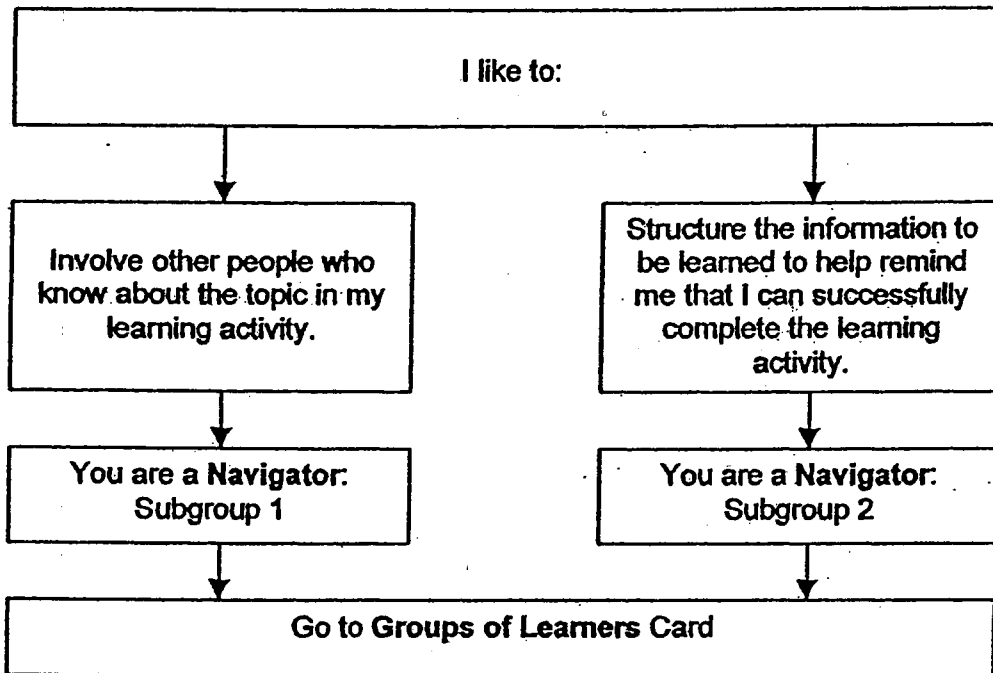 I like to:
Involve other people who
know about the topic in my
learning activity.
Structure the information to
be learned to help remind
me that I can successfully
complete the learning
activity.
You are a Navigator:
Subgroup 1
You are a Navigator:
Subgroup 2
Go to Groups of Learners Card